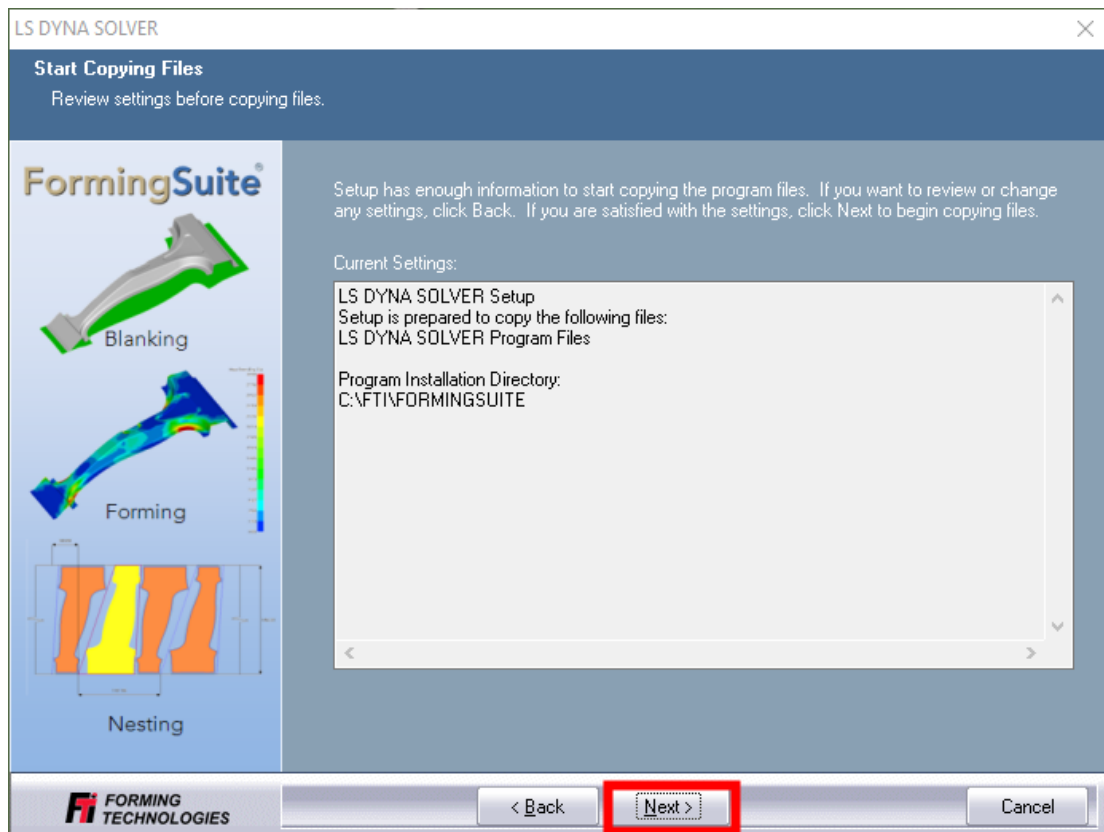 LS DYNA SOLVER
Start Copying Files
Review settings before copying files.
FormingSuite®
Blanking
Forming
Nesting
Setup has enough information to start copying the program files. If you want to review or change
any settings, click Back. If you are satisfied with the settings, click Next to begin copying files.
Current Settings:
LS DYNA SOLVER Setup
Setup is prepared to copy the following files:
LS DYNA SOLVER Program Files
Program Installation Directory:
C:\FTI\FORMINGSUITE
FTi FORMING
TECHNOLOGIES
< Back
Next >
Cancel